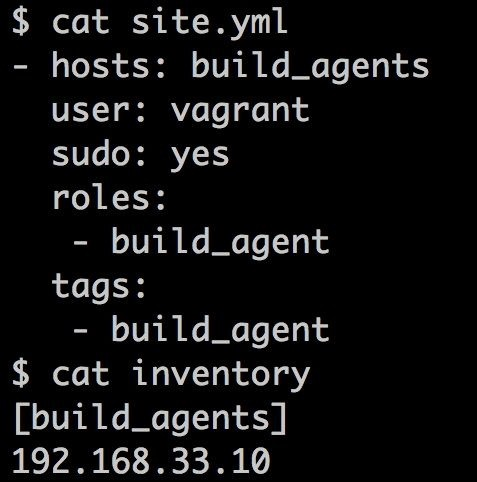 $ cat site.yml
- hosts: build_agents
  user: vagrant
  sudo: yes
  roles:
   - build_agent
  tags:
   - build_agent
$ cat inventory
[build_agents]
192.168.33.10